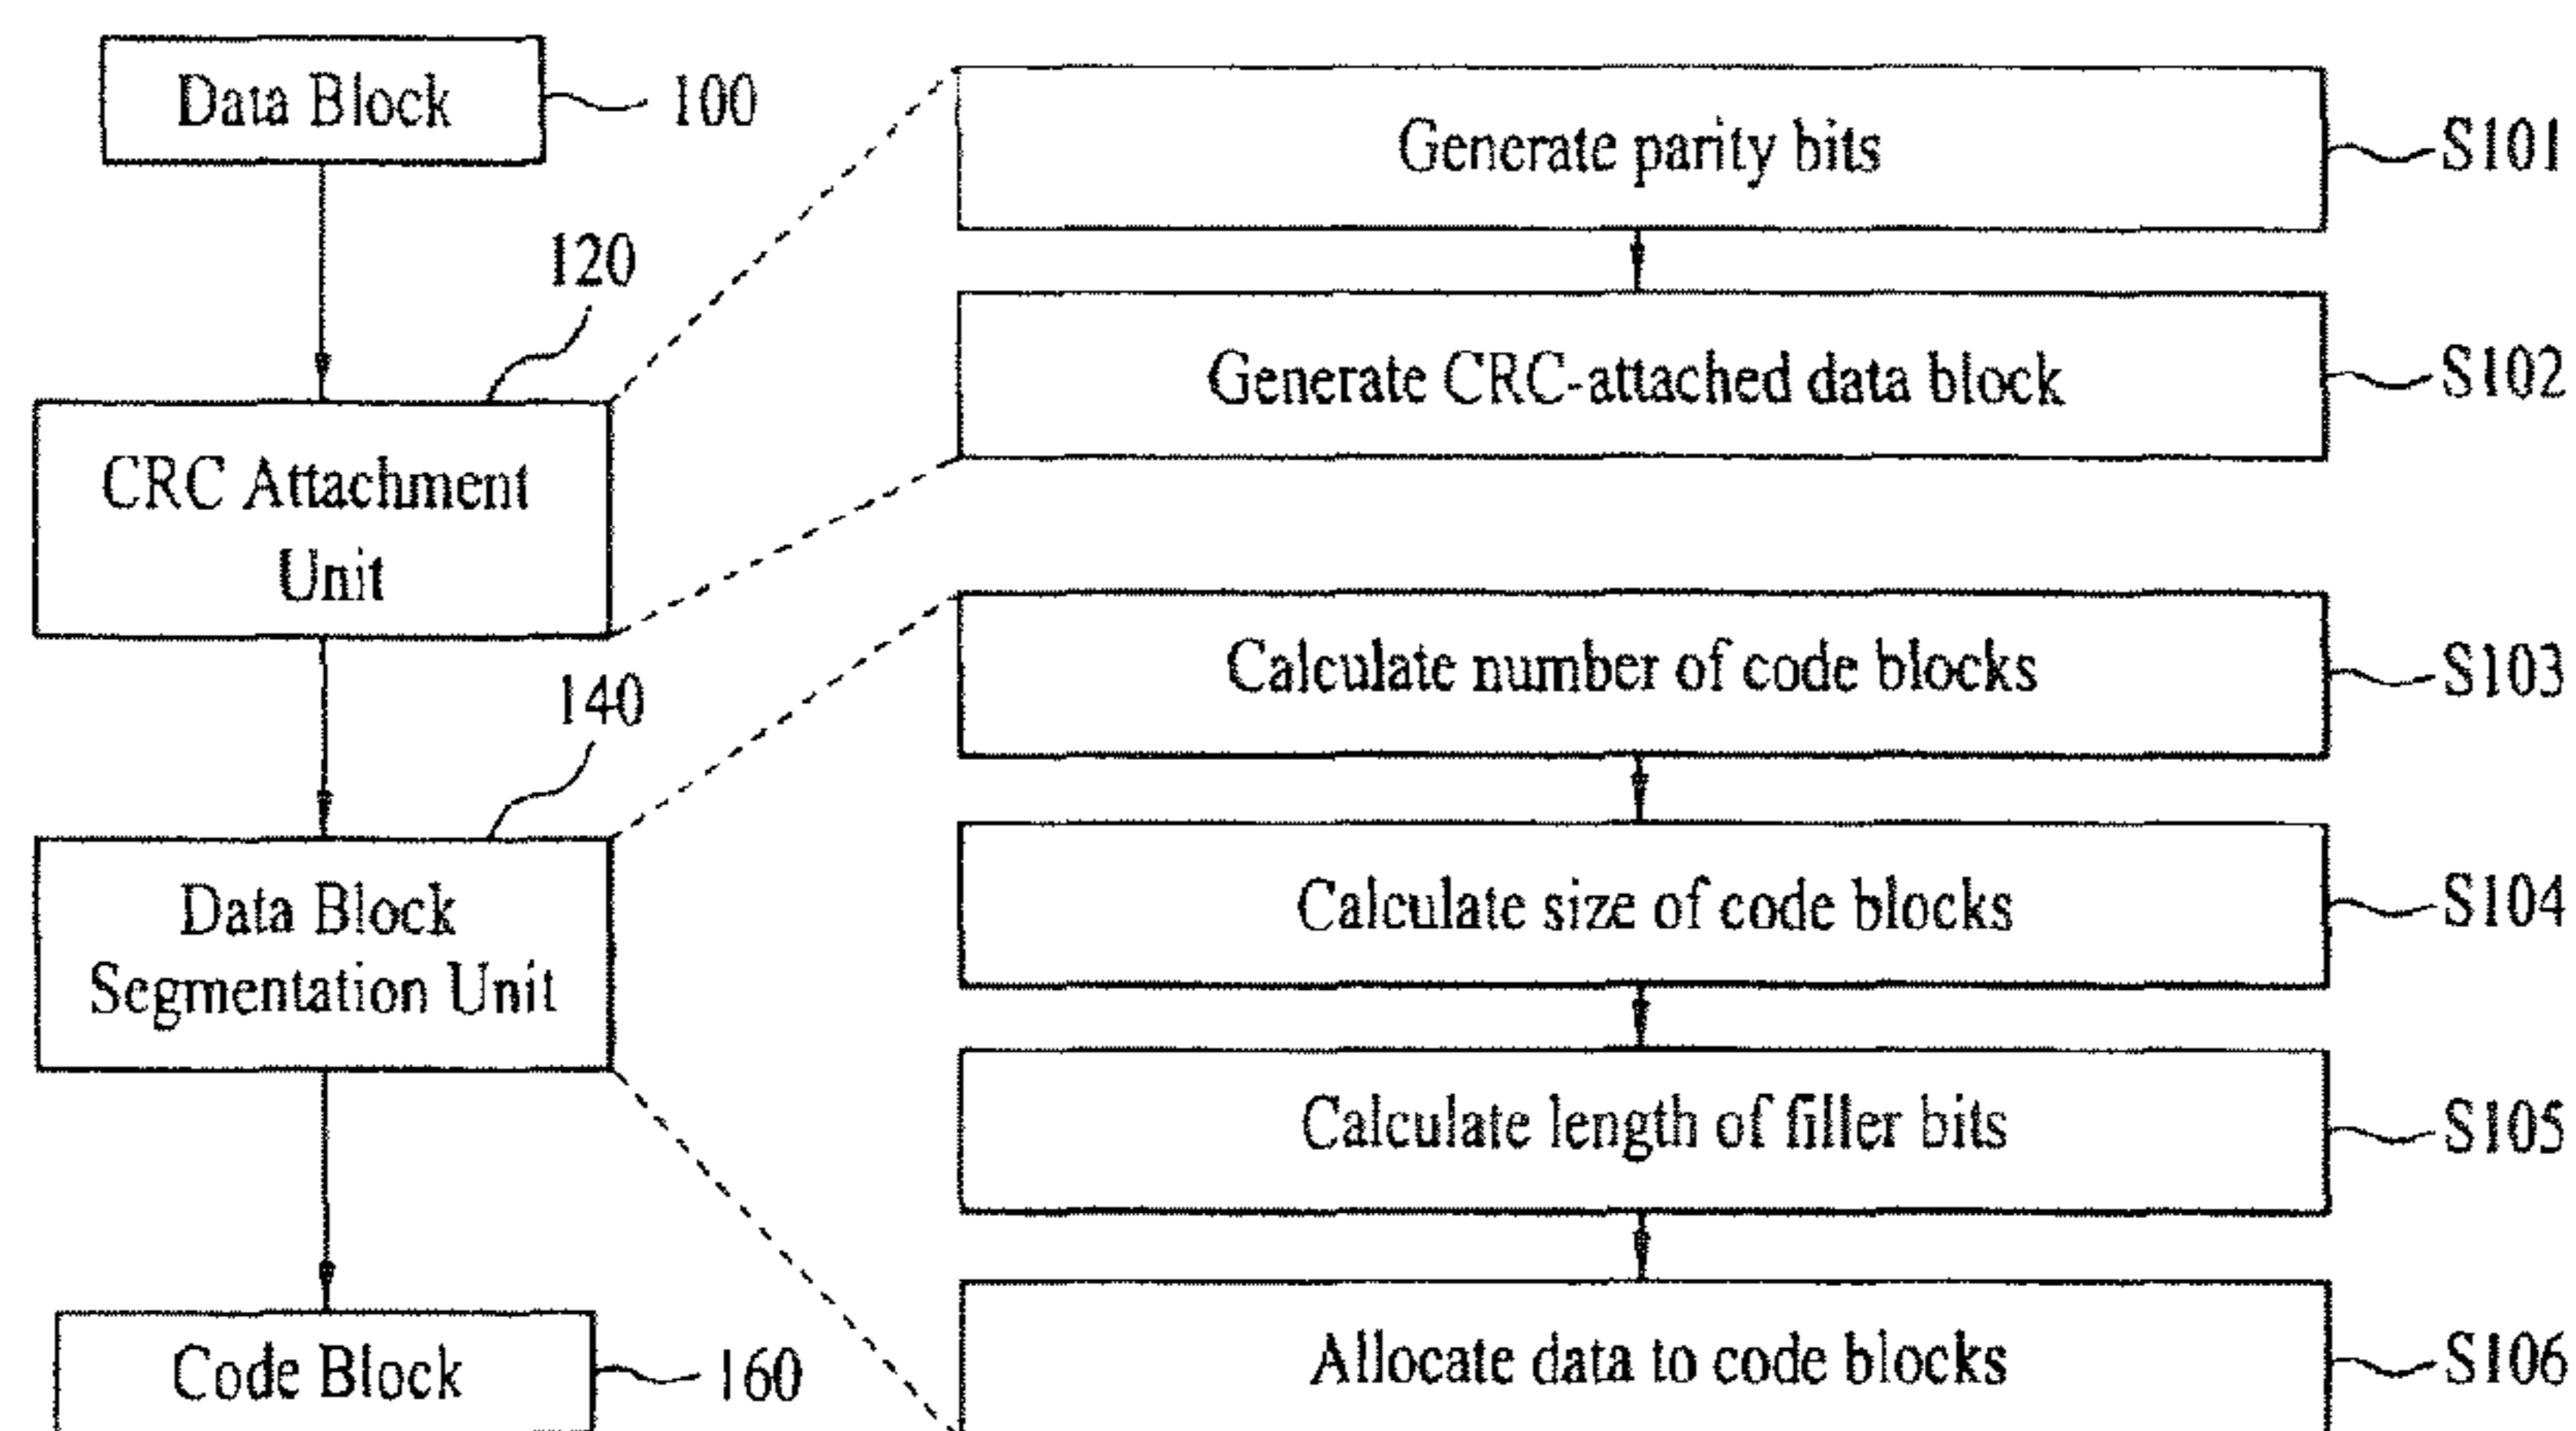 Data Block
100
120
CRC Attachment
Unit
140
Data Block
Segmentation Unit
Code Block
160
Generate parity bits
S101
Generate CRC-attached data block
S102
Calculate number of code blocks
S103
Calculate size of code blocks
S104
Calculate length of filler bits
S105
Allocate data to code blocks
S106